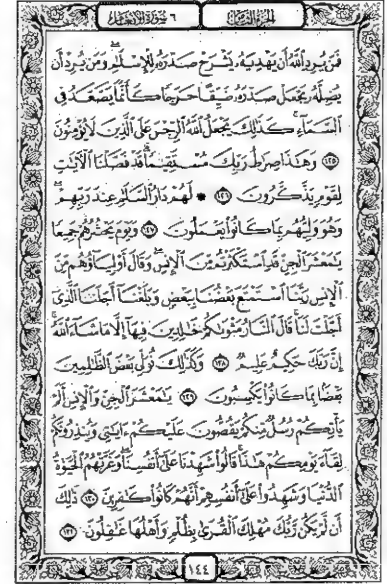 الجزء الثامن ٦ سورة الأنعام
فَمَن يُرِدِ ٱللَّهُ أَن يَهْدِيَهُۥ يَشْرَحْ صَدْرَهُۥ لِلْإِسْلَٰمِۖ وَمَن يُرِدْ أَن
يُضِلَّهُۥ يَجْعَلْ صَدْرَهُۥ ضَيِّقًا حَرَجًا كَأَنَّمَا يَصَّعَّدُ فِى
ٱلسَّمَآءِۚ كَذَٰلِكَ يَجْعَلُ ٱللَّهُ ٱلرِّجْسَ عَلَى ٱلَّذِينَ لَا يُؤْمِنُونَ
١٢٥ وَهَٰذَا صِرَٰطُ رَبِّكَ مُسْتَقِيمًاۗ قَدْ فَصَّلْنَا ٱلْءَايَٰتِ
لِقَوْمٍ يَذَّكَّرُونَ ١٢٦ * لَهُمْ دَارُ ٱلسَّلَٰمِ عِندَ رَبِّهِمْۖ
وَهُوَ وَلِيُّهُم بِمَا كَانُوا۟ يَعْمَلُونَ ١٢٧ وَيَوْمَ يَحْشُرُهُمْ جَمِيعًا
يَٰمَعْشَرَ ٱلْجِنِّ قَدِ ٱسْتَكْثَرْتُم مِّنَ ٱلْإِنسِۖ وَقَالَ أَوْلِيَآؤُهُم مِّنَ
ٱلْإِنسِ رَبَّنَا ٱسْتَمْتَعَ بَعْضُنَا بِبَعْضٍ وَبَلَغْنَآ أَجَلَنَا ٱلَّذِىٓ
أَجَّلْتَ لَنَاۚ قَالَ ٱلنَّارُ مَثْوَىٰكُمْ خَٰلِدِينَ فِيهَآ إِلَّا مَا شَآءَ ٱللَّهُۗ
إِنَّ رَبَّكَ حَكِيمٌ عَلِيمٌ ١٢٨ وَكَذَٰلِكَ نُوَلِّى بَعْضَ ٱلظَّٰلِمِينَ
بَعْضًۢا بِمَا كَانُوا۟ يَكْسِبُونَ ١٢٩ يَٰمَعْشَرَ ٱلْجِنِّ وَٱلْإِنسِ أَلَمْ
يَأْتِكُمْ رُسُلٌ مِّنكُمْ يَقُصُّونَ عَلَيْكُمْ ءَايَٰتِى وَيُنذِرُونَكُمْ
لِقَآءَ يَوْمِكُمْ هَٰذَاۚ قَالُوا۟ شَهِدْنَا عَلَىٰٓ أَنفُسِنَاۖ وَغَرَّتْهُمُ ٱلْحَيَوٰةُ
ٱلدُّنْيَا وَشَهِدُوا۟ عَلَىٰٓ أَنفُسِهِمْ أَنَّهُمْ كَانُوا۟ كَٰفِرِينَ ١٣٠ ذَٰلِكَ
أَن لَّمْ يَكُن رَّبُّكَ مُهْلِكَ ٱلْقُرَىٰ بِظُلْمٍ وَأَهْلُهَا غَٰفِلُونَ ١٣١
١٤٤